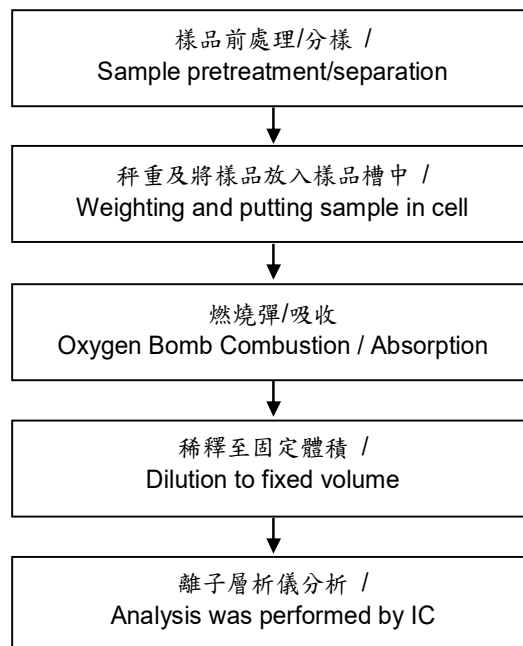 樣品前處理/分樣 /
Sample pretreatment/separation
秤重及將樣品放入樣品槽中 /
Weighting and putting sample in cell
燃燒彈/吸收
Oxygen Bomb Combustion / Absorption
稀釋至固定體積 /
Dilution to fixed volume
離子層析儀分析 /
Analysis was performed by IC